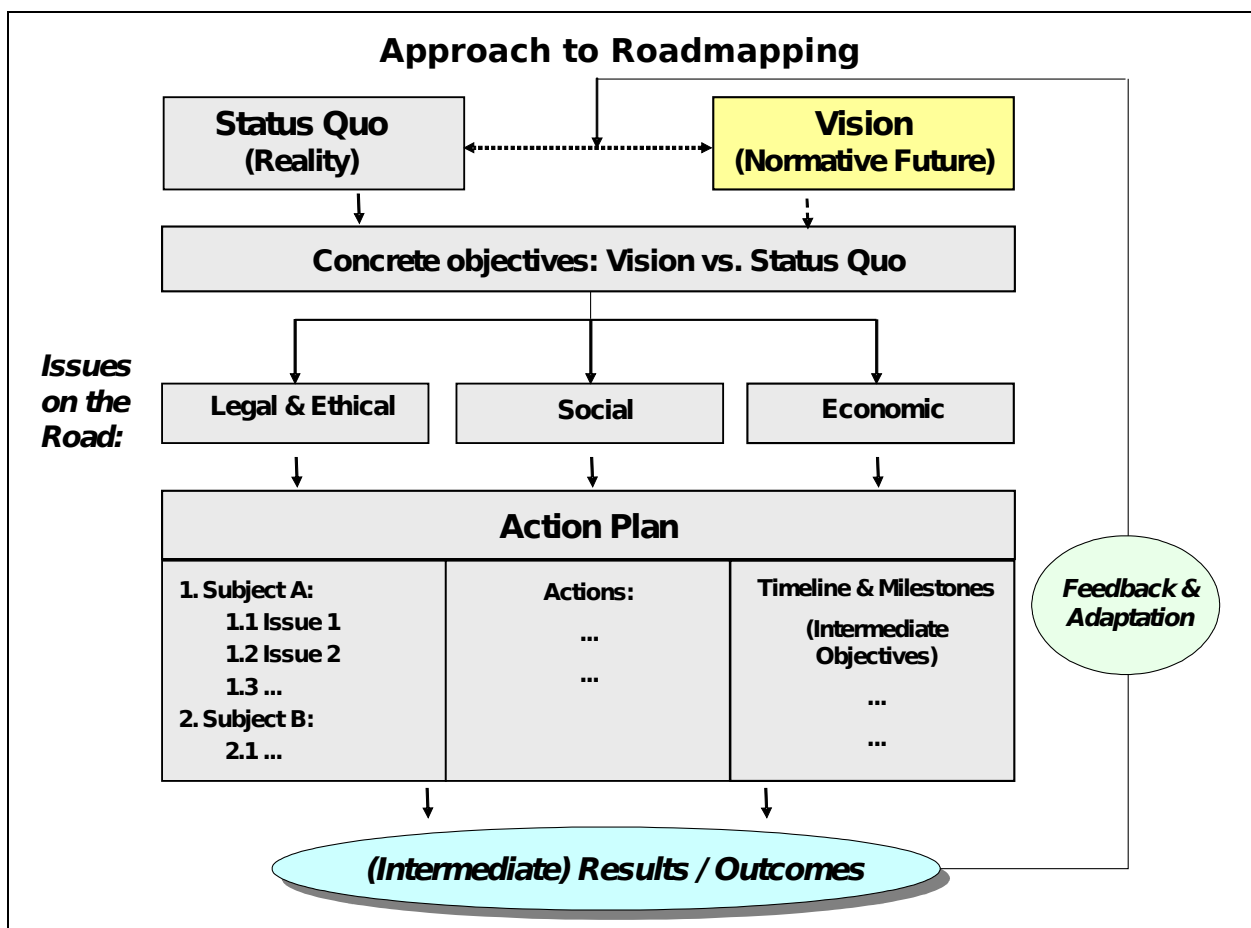 Approach to Roadmapping
Status Quo
(Reality)
Vision
(Normative Future)
Concrete objectives: Vision vs. Status Quo
Issues
on the
Road:
Legal & Ethical
Social
Economic
Action Plan
1. Subject A:
1.1 Issue 1
1.2 Issue 2
1.3 ...
2. Subject B:
2.1 ...
Actions:
...
...
Timeline & Milestones
(Intermediate
Objectives)
...
...
Feedback &
Adaptation
(Intermediate) Results / Outcomes